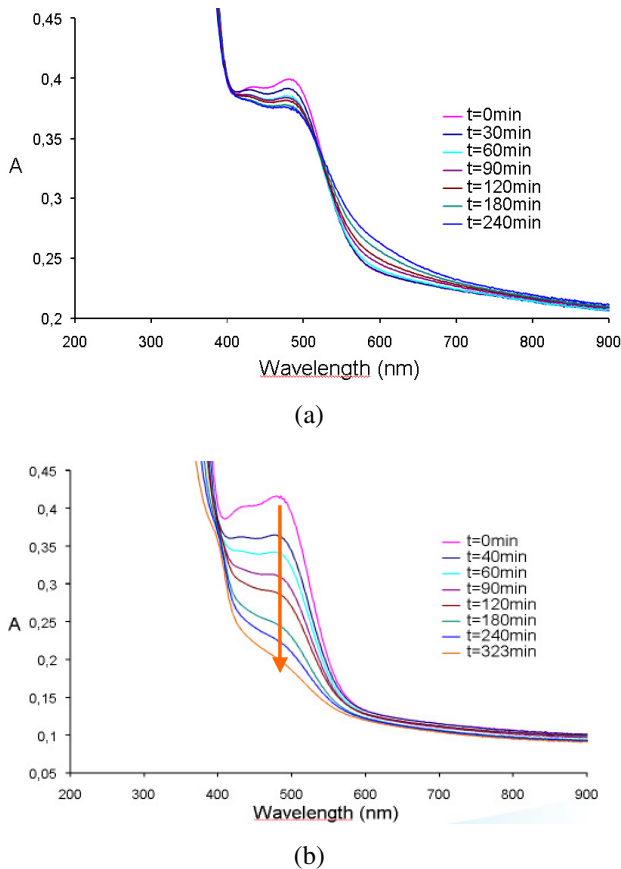 0,45
0,4
0,35
0,3
0,25
0,2
A
t=0min
t=30min
t=60min
t=90min
t=120min
t=180min
t=240min
200 300 400 500 600 700 800 900
Wavelength (nm)
(a)
0,45
0,4
0,35
0,3
0,25
0,2
0,15
0,1
0,05
A
t=0min
t=40min
t=60min
t=90min
t=120min
t=180min
t=240min
t=323min
200 300 400 500 600 700 800 900
Wavelength (nm)
(b)